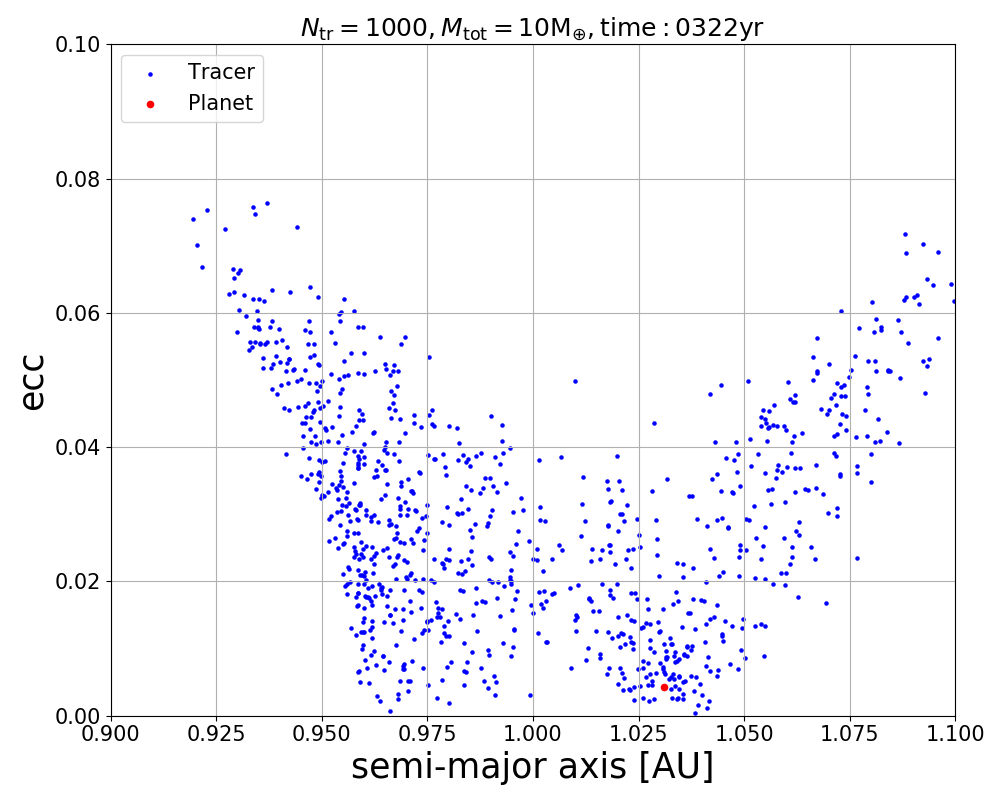 N_tr = 1000, M_tot = 10M_⊕, time : 0322yr
Tracer
Planet
ecc
0.10
0.08
0.06
0.04
0.02
0.00
0.900 0.925 0.950 0.975 1.000 1.025 1.050 1.075 1.100
semi-major axis [AU]